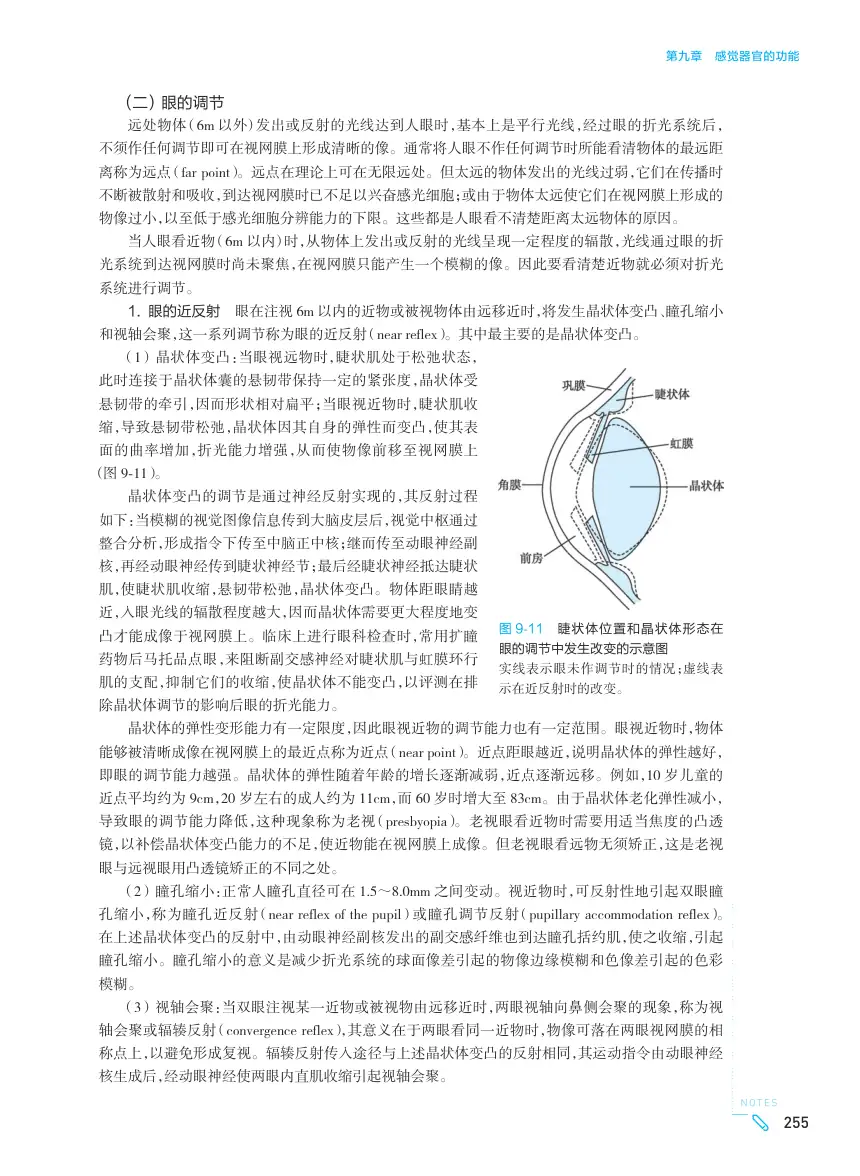 第九章 感觉器官的功能
（二）眼的调节
远处物体（6m 以外）发出或反射的光线达到人眼时，基本上是平行光线，经过眼的折光系统后，
不须作任何调节即可在视网膜上形成清晰的像。通常将人眼不作任何调节时所能看清物体的最远距
离称为远点（far point）。远点在理论上可在无限远处。但太远的物体发出的光线过弱，它们在传播时
不断被散射和吸收，到达视网膜时已不足以兴奋感光细胞；或由于物体太远使它们在视网膜上形成的
物像过小，以至低于感光细胞分辨能力的下限。这些都是人眼看不清楚距离太远物体的原因。
当人眼看近物（6m 以内）时，从物体上发出或反射的光线呈现一定程度的辐散，光线通过眼的折
光系统到达视网膜时尚未聚焦，在视网膜只能产生一个模糊的像。因此要看清楚近物就必须对折光
系统进行调节。
1. 眼的近反射 眼在注视 6m 以内的近物或被视物体由远移近时，将发生晶状体变凸、瞳孔缩小
和视轴会聚，这一系列调节称为眼的近反射（near reflex）。其中最主要的是晶状体变凸。
（1）晶状体变凸：当眼视远物时，睫状肌处于松弛状态，
此时连接于晶状体囊的悬韧带保持一定的紧张度，晶状体受
悬韧带的牵引，因而形状相对扁平；当眼视近物时，睫状肌收
缩，导致悬韧带松弛，晶状体因其自身的弹性而变凸，使其表
面的曲率增加，折光能力增强，从而使物像前移至视网膜上
（图 9-11）。
晶状体变凸的调节是通过神经反射实现的，其反射过程
如下：当模糊的视觉图像信息传到大脑皮层后，视觉中枢通过
整合分析，形成指令下传至中脑正中核；继而传至动眼神经副
核，再经动眼神经传到睫状神经节；最后经睫状神经抵达睫状
肌，使睫状肌收缩，悬韧带松弛，晶状体变凸。物体距眼睛越
近，入眼光线的辐散程度越大，因而晶状体需要更大程度地变
凸才能成像于视网膜上。临床上进行眼科检查时，常用扩瞳
药物后马托品点眼，来阻断副交感神经对睫状肌与虹膜环行
肌的支配，抑制它们的收缩，使晶状体不能变凸，以评测在排
除晶状体调节的影响后眼的折光能力。
巩膜
睫状体
虹膜
角膜
晶状体
前房
图 9-11 睫状体位置和晶状体形态在
眼的调节中发生改变的示意图
实线表示眼未作调节时的情况；虚线表
示在近反射时的改变。
晶状体的弹性变形能力有一定限度，因此眼视近物的调节能力也有一定范围。眼视近物时，物体
能够被清晰成像在视网膜上的最近点称为近点（near point）。近点距眼越近，说明晶状体的弹性越好，
即眼的调节能力越强。晶状体的弹性随着年龄的增长逐渐减弱，近点逐渐远移。例如，10 岁儿童的
近点平均约为 9cm，20 岁左右的成人约为 11cm，而 60 岁时增大至 83cm。由于晶状体老化弹性减小，
导致眼的调节能力降低，这种现象称为老视（presbyopia）。老视眼看近物时需要用适当焦度的凸透
镜，以补偿晶状体变凸能力的不足，使近物能在视网膜上成像。但老视眼看远物无须矫正，这是老视
眼与远视眼用凸透镜矫正的不同之处。
（2）瞳孔缩小：正常人瞳孔直径可在 1.5～8.0mm 之间变动。视近物时，可反射性地引起双眼瞳
孔缩小，称为瞳孔近反射（near reflex of the pupil）或瞳孔调节反射（pupillary accommodation reflex）。
在上述晶状体变凸的反射中，由动眼神经副核发出的副交感纤维也到达瞳孔括约肌，使之收缩，引起
瞳孔缩小。瞳孔缩小的意义是减少折光系统的球面像差引起的物像边缘模糊和色像差引起的色彩
模糊。
（3）视轴会聚：当双眼注视某一近物或被视物由远移近时，两眼视轴向鼻侧会聚的现象，称为视
轴会聚或辐辏反射（convergence reflex），其意义在于两眼看同一近物时，物像可落在两眼视网膜的相
称点上，以避免形成复视。辐辏反射传入途径与上述晶状体变凸的反射相同，其运动指令由动眼神经
核生成后，经动眼神经使两眼内直肌收缩引起视轴会聚。
NOTES
255